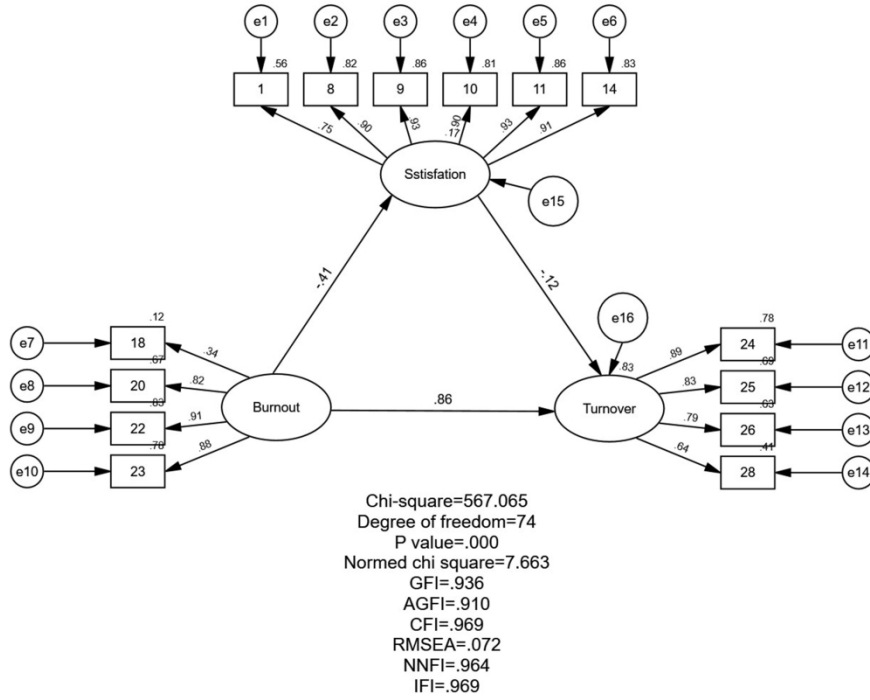 e1 e2 e3 e4 e5 e6
.56 .82 .86 .81 .86 .83
1 8 9 10 11 14
.75 .90 .93 .90 .93 .91
.17
Sstisfation
e15
-.41 -.12
e16
.12 .78
e7 18 .34 .83 .89 24 e11
.67 .69
e8 20 .82 .83 25 e12
.83 .63
e9 22 .91 Burnout .86 Turnover .79 26 e13
.78 .41
e10 23 .88 .64 28 e14
Chi-square=567.065
Degree of freedom=74
P value=.000
Normed chi square=7.663
GFI=.936
AGFI=.910
CFI=.969
RMSEA=.072
NNFI=.964
IFI=.969